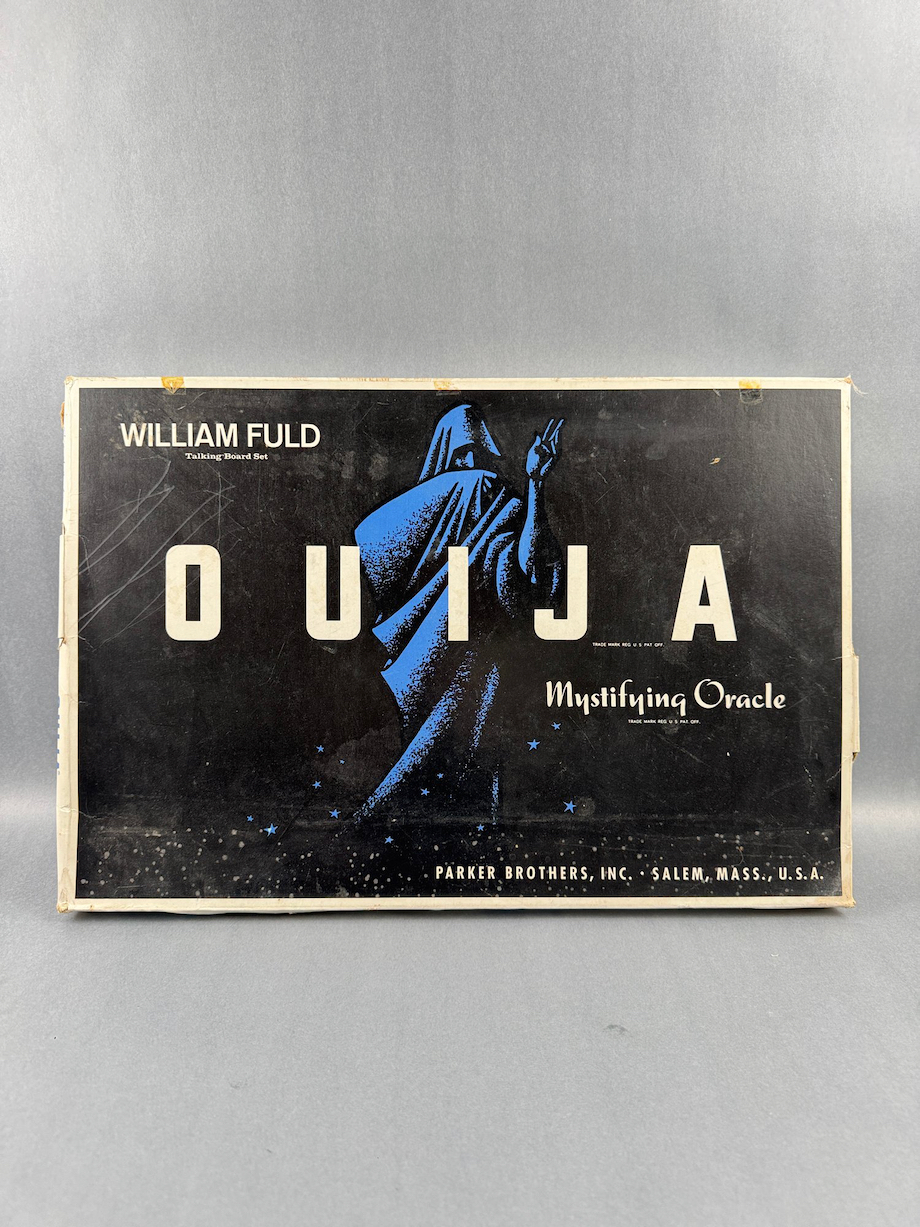 WILLIAM FULD
Talking Board Set
OUIJA
TRADE MARK REG. U. S. PAT. OFF.
Mystifying Oracle
TRADE MARK REG. U. S. PAT. OFF.
PARKER BROTHERS, INC. · SALEM, MASS., U.S.A.